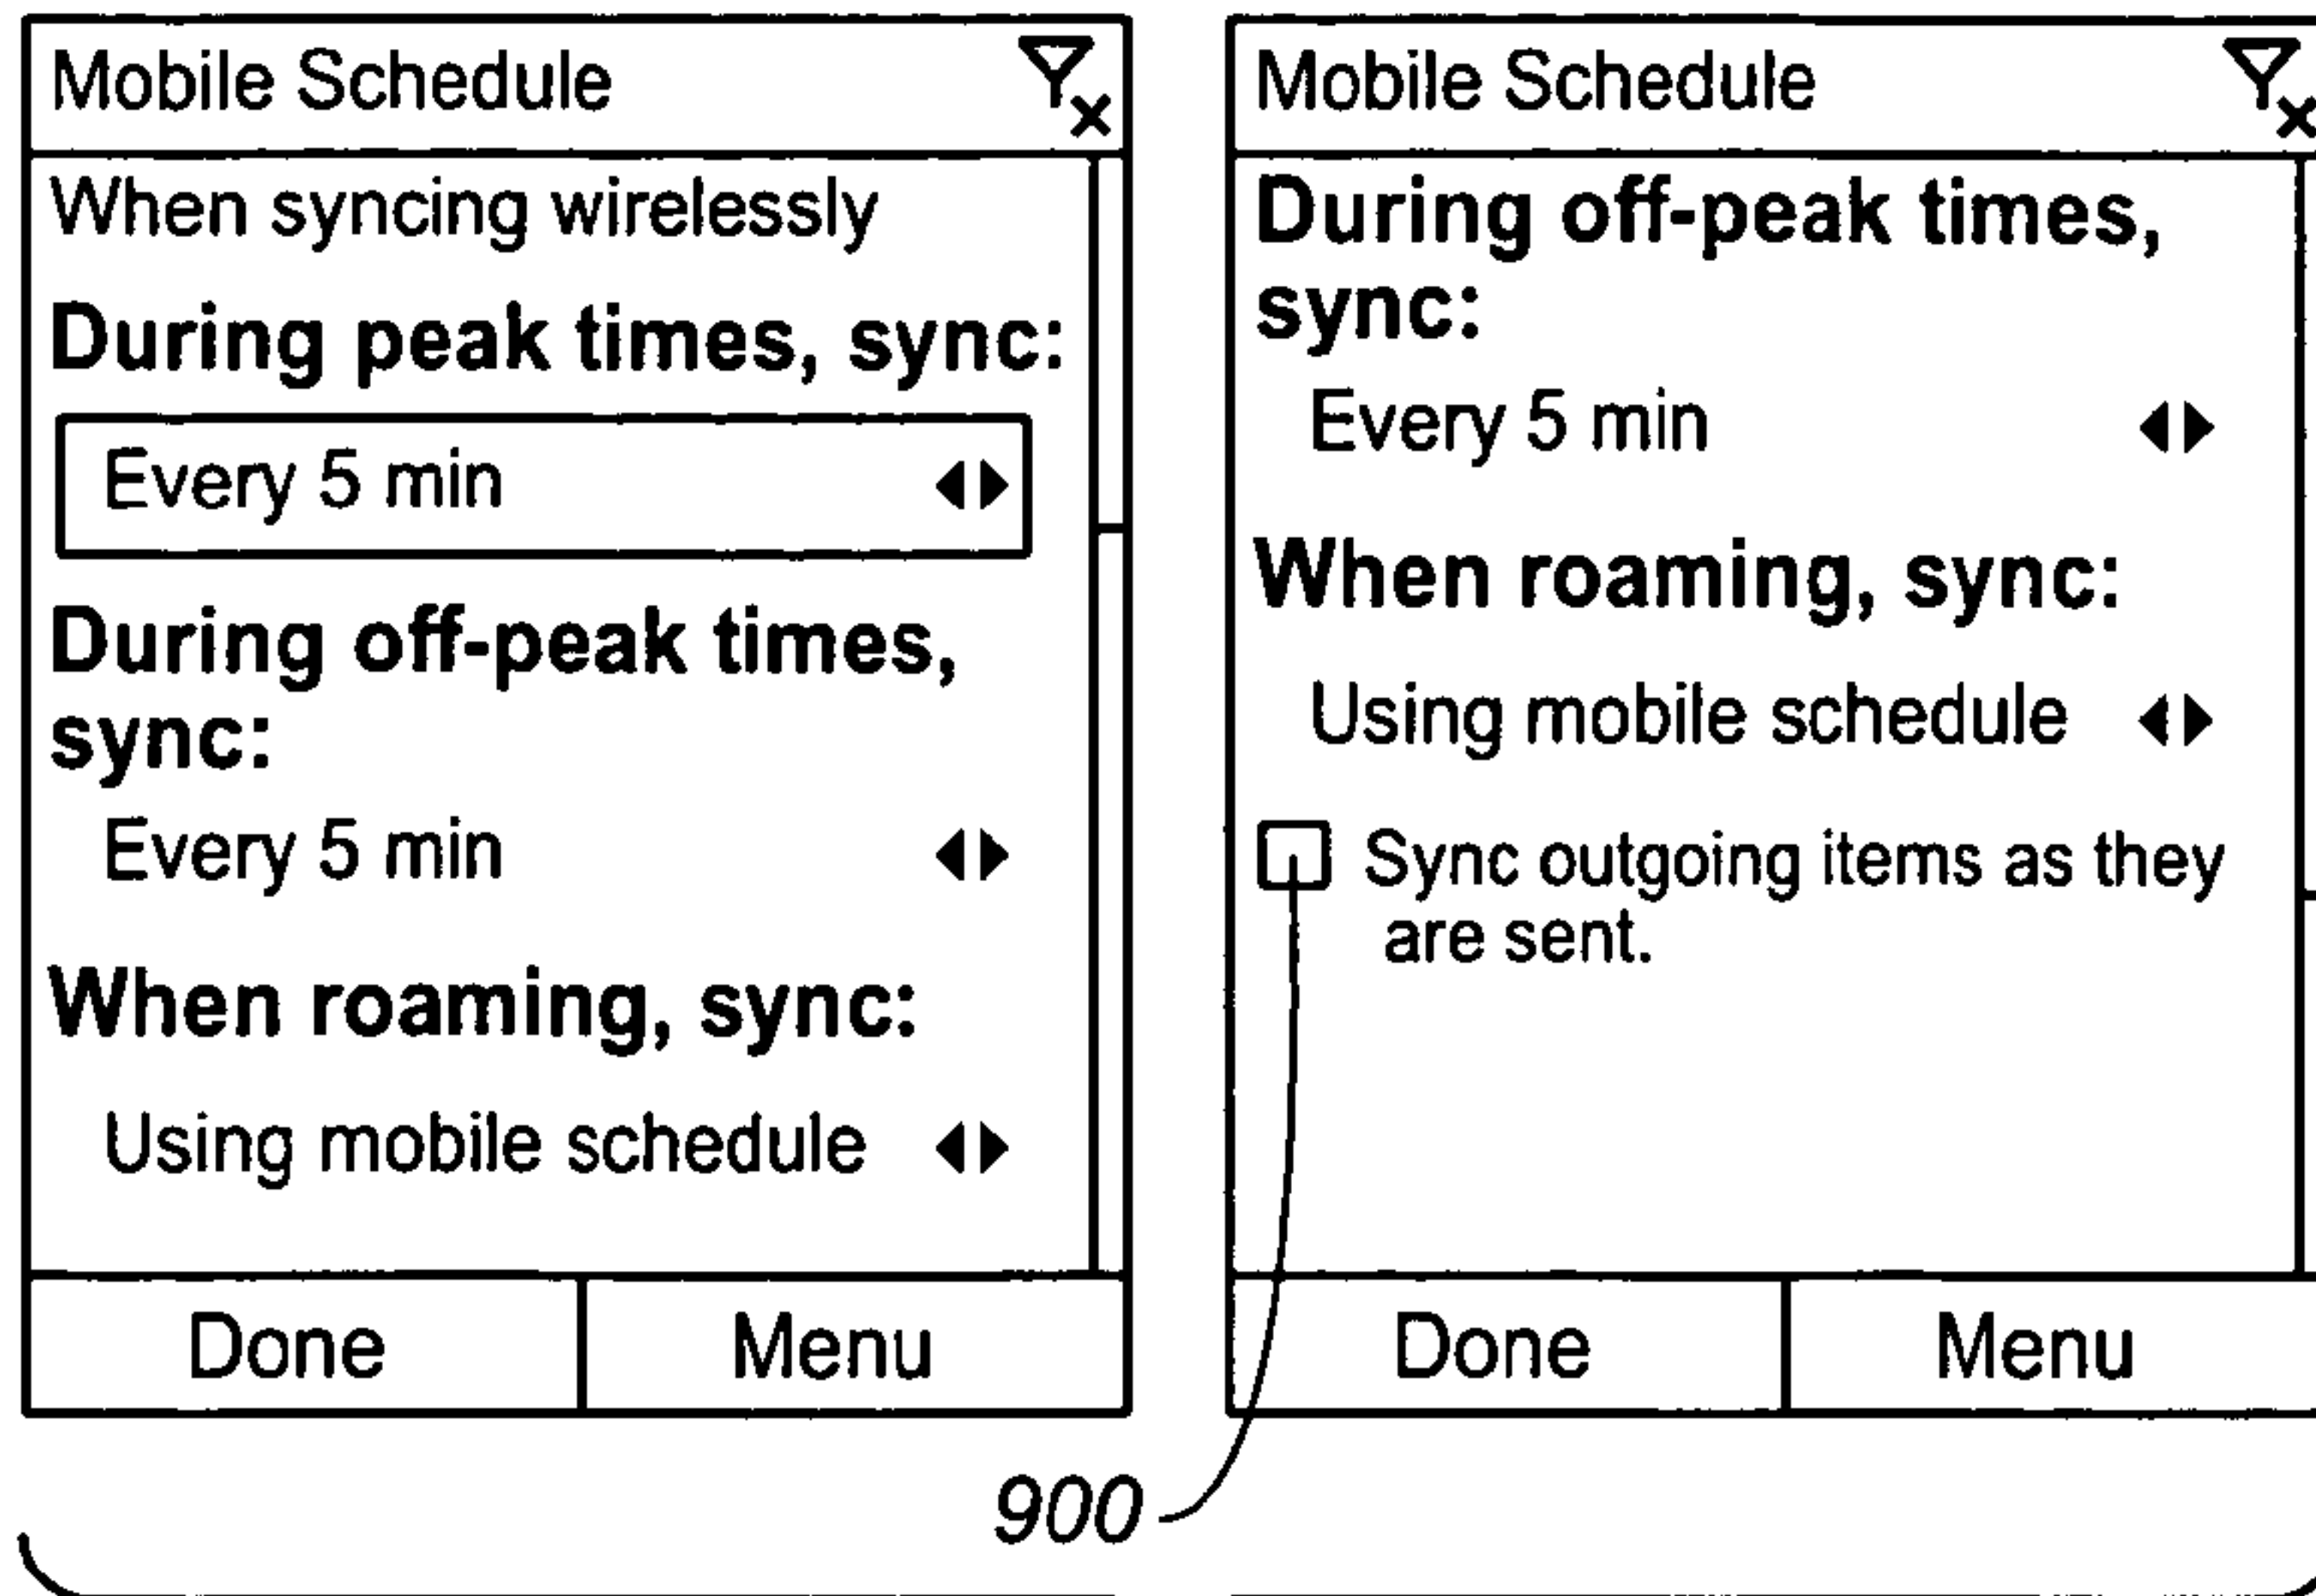 Mobile Schedule
When syncing wirelessly
During peak times, sync:
Every 5 min
During off-peak times,
sync:
Every 5 min
When roaming, sync:
Using mobile schedule
Done
Menu
Mobile Schedule
During off-peak times,
sync:
Every 5 min
When roaming, sync:
Using mobile schedule
Sync outgoing items as they
are sent.
Done
Menu
900